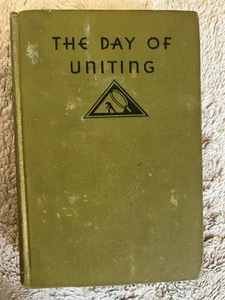 THE DAY OF
UNITING